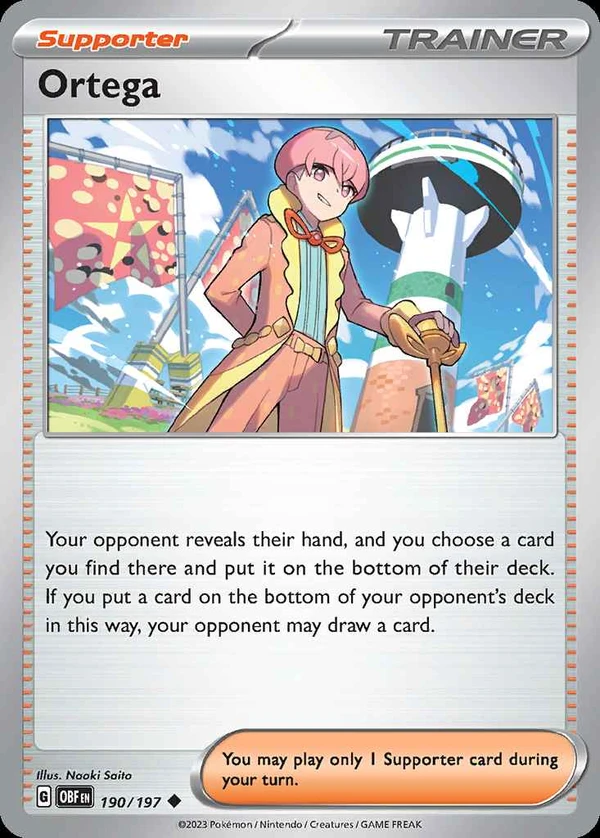 Supporter TRAINER
Ortega
Your opponent reveals their hand, and you choose a card
you find there and put it on the bottom of their deck.
If you put a card on the bottom of your opponent's deck
in this way, your opponent may draw a card.
You may play only 1 Supporter card during
your turn.
Illus. Naoki Saito
G OBF EN 190/197
©2023 Pokémon / Nintendo / Creatures / GAME FREAK